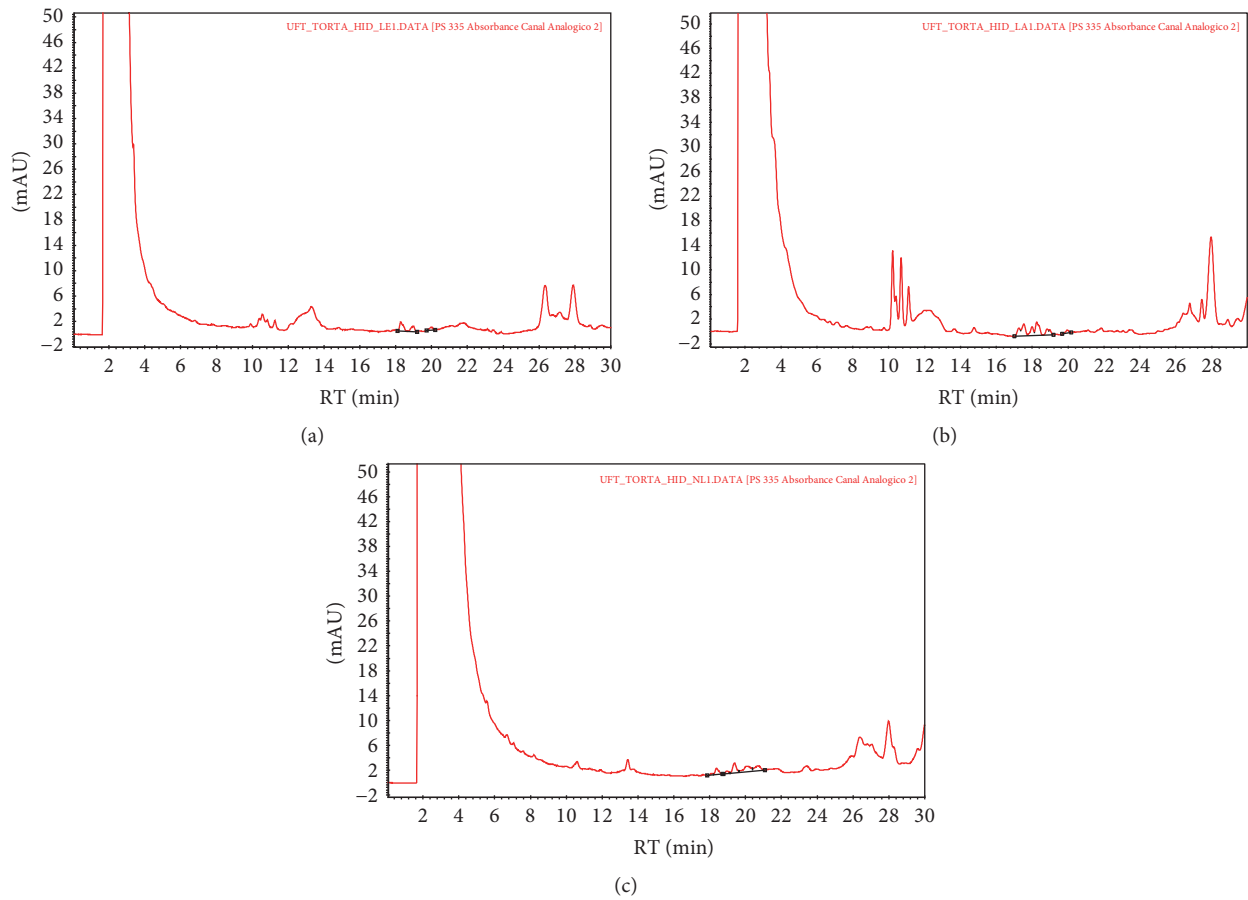 50
46
42
38
34
30
26
22
18
14
10
6
2
−2
(mAU)
UFT_TORTA_HID_LE1.DATA [PS 335 Absorbance Canal Analogico 2]
2 4 6 8 10 12 14 16 18 20 22 24 26 28 30
RT (min)
(a)
50
46
42
38
34
30
26
22
18
14
10
6
2
−2
(mAU)
UFT_TORTA_HID_LA1.DATA [PS 335 Absorbance Canal Analogico 2]
2 4 6 8 10 12 14 16 18 20 22 24 26 28
RT (min)
(b)
50
46
42
38
34
30
26
22
18
14
10
6
2
−2
(mAU)
UFT_TORTA_HID_NL1.DATA [PS 335 Absorbance Canal Analogico 2]
2 4 6 8 10 12 14 16 18 20 22 24 26 28 30
RT (min)
(c)